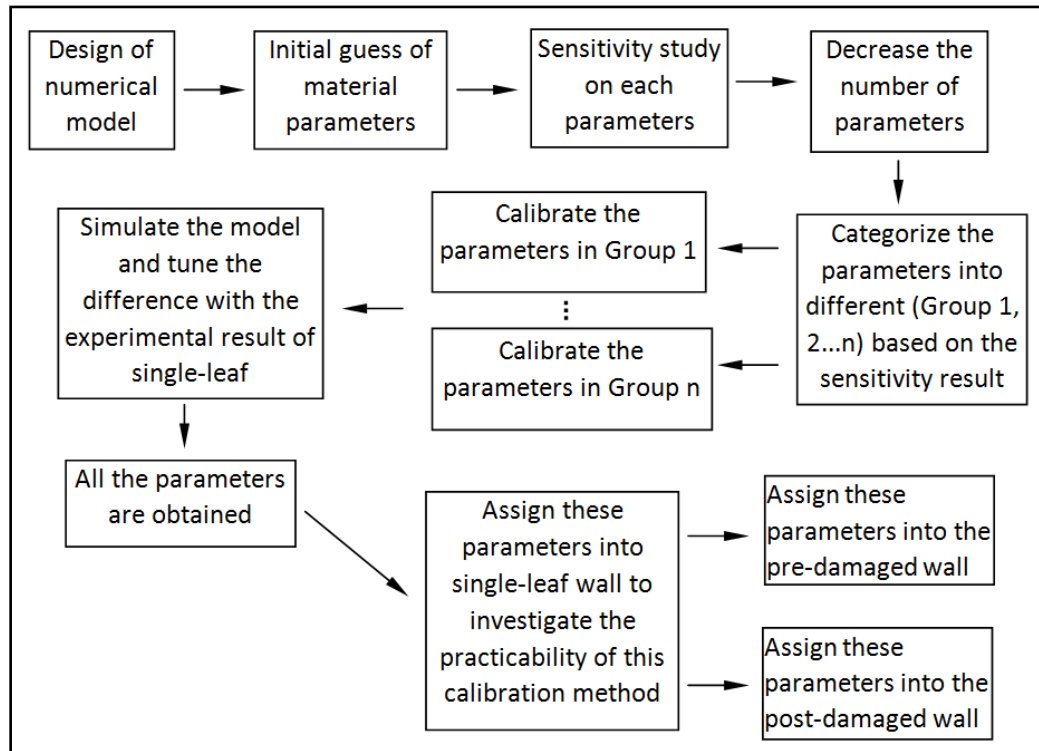 Design of
numerical
model
Initial guess of
material
parameters
Sensitivity study
on each
parameters
Decrease the
number of
parameters
Categorize the
parameters into
different (Group 1,
2...n) based on the
sensitivity result
Calibrate the
parameters in Group 1
⋮
Calibrate the
parameters in Group n
Simulate the model
and tune the
difference with the
experimental result of
single-leaf
All the parameters
are obtained
Assign these
parameters into
single-leaf wall to
investigate the
practicability of this
calibration method
Assign these
parameters into the
pre-damaged wall
Assign these
parameters into the
post-damaged wall